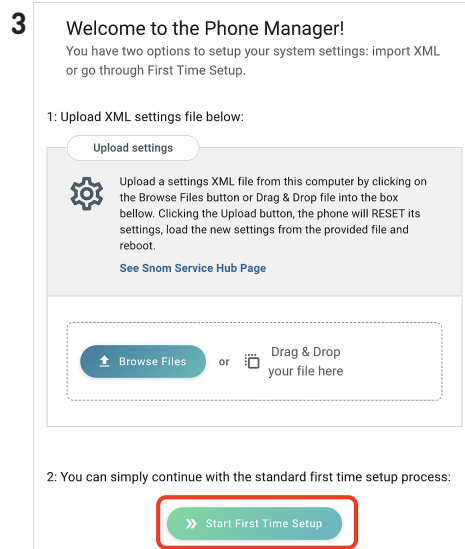 3
Welcome to the Phone Manager!
You have two options to setup your system settings: import XML
or go through First Time Setup.
1: Upload XML settings file below:
Upload settings
Upload a settings XML file from this computer by clicking on
the Browse Files button or Drag & Drop file into the box
bellow. Clicking the Upload button, the phone will RESET its
settings, load the new settings from the provided file and
reboot.
See Snom Service Hub Page
Browse Files or Drag & Drop
your file here
2: You can simply continue with the standard first time setup process:
Start First Time Setup